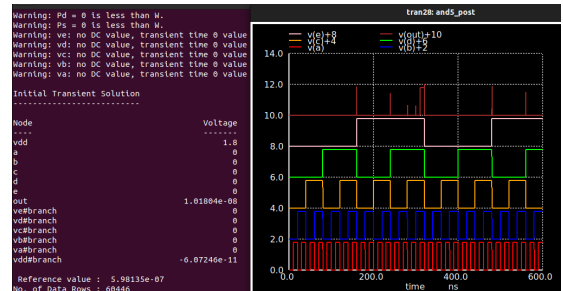 Warning: Pd = 0 is less than W.
Warning: Ps = 0 is less than W.
Warning: ve: no DC value, transient time 0 value
Warning: vd: no DC value, transient time 0 value
Warning: vc: no DC value, transient time 0 value
Warning: vb: no DC value, transient time 0 value
Warning: va: no DC value, transient time 0 value
Initial Transient Solution
--------------------------
Node Voltage
---- -------
vdd 1.8
a 0
b 0
c 0
d 0
e 0
out 1.01804e-08
ve#branch 0
vd#branch 0
vc#branch 0
vb#branch 0
va#branch 0
vdd#branch -6.07246e-11
Reference value : 5.98135e-07
No. of Data Rows : 60446
tran28: and5_post
v(e)+8 v(out)+10
v(c)+4 v(d)+6
v(a) v(b)+2
14.0
12.0
10.0
8.0
6.0
4.0
2.0
0.0
0.0 200.0 400.0 600.0
time ns